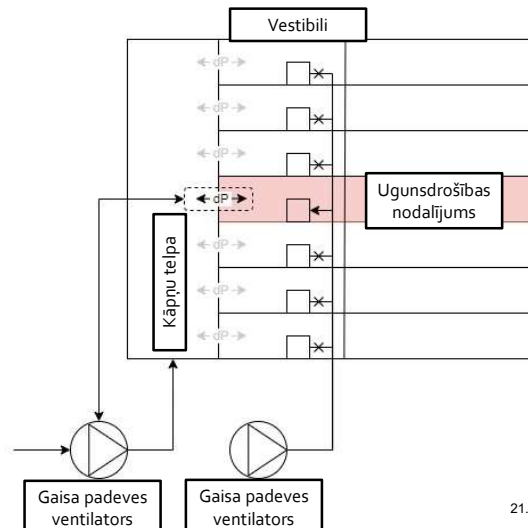 Vestibili
dP
dP
dP
dP
Ugunsdrošības
nodalījums
Kāpņu telpa
dP
dP
dP
Gaisa padeves
ventilators
Gaisa padeves
ventilators
21.